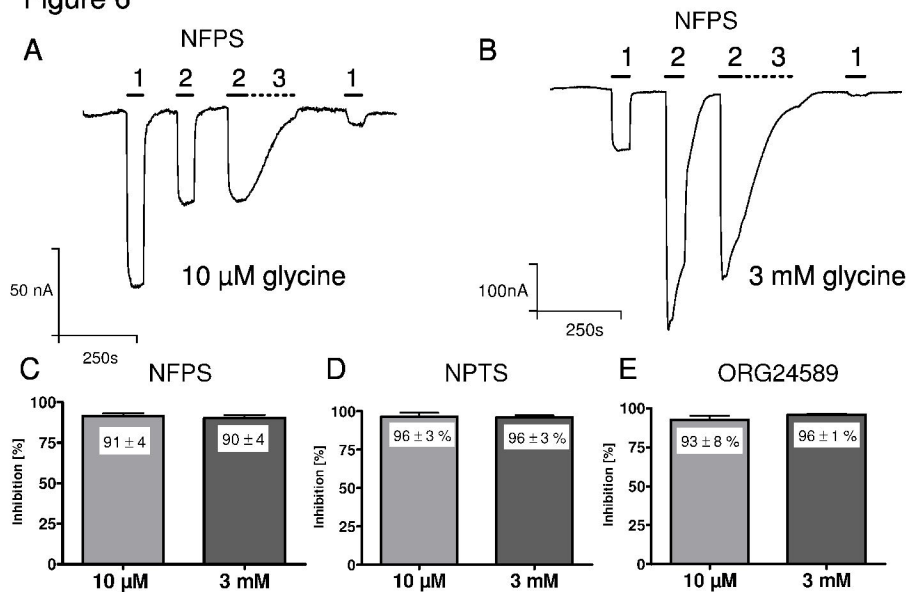 Figure 6
A
NFPS
1 2 2 3 1
50 nA
250s
10 µM glycine
B
NFPS
1 2 2 3 1
100nA
250s
3 mM glycine
C
NFPS
Inhibition [%]
100
75
50
25
0
91 ± 4
90 ± 4
10 µM
3 mM
D
NPTS
Inhibition [%]
100
75
50
25
0
96 ± 3 %
96 ± 3 %
10 µM
3 mM
E
ORG24589
Inhibition [%]
100
75
50
25
0
93 ± 8 %
96 ± 1 %
10 µM
3 mM